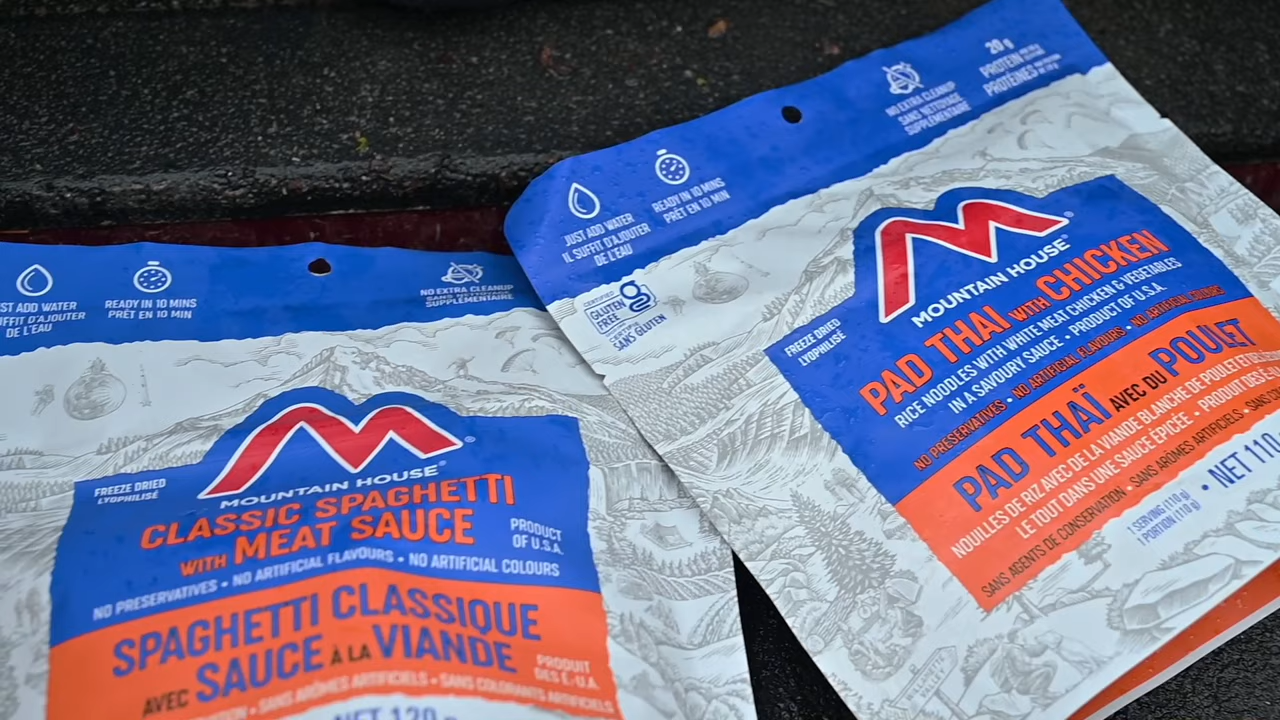 JUST ADD WATER
IL SUFFIT D'AJOUTER
DE L'EAU
READY IN 10 MINS
PRÊT EN 10 MIN
NO EXTRA CLEANUP
SANS NETTOYAGE
SUPPLÉMENTAIRE
20 g
PROTEIN
PROTÉINES
CERTIFIED
GLUTEN
FREE
SANS GLUTEN
FREEZE DRIED
LYOPHILISÉ
MOUNTAIN HOUSE®
PAD THAI WITH CHICKEN
RICE NOODLES WITH WHITE MEAT CHICKEN & VEGETABLES
IN A SAVOURY SAUCE • PRODUCT OF U.S.A.
NO PRESERVATIVES • NO ARTIFICIAL FLAVOURS • NO ARTIFICIAL COLOURS
PAD THAÏ AVEC DU POULET
NOUILLES DE RIZ AVEC DE LA VIANDE BLANCHE DE POULET ET
LE TOUT DANS UNE SAUCE ÉPICÉE • PRODUIT DES É-U
SANS AGENTS DE CONSERVATION • SANS ARÔMES ARTIFICIELS • SANS
1 SERVING (110 g)
1 PORTION (110 g)
• NET 110
ST ADD WATER
UFFIT D'AJOUTER
DE L'EAU
READY IN 10 MINS
PRÊT EN 10 MIN
NO EXTRA CLEANUP
SANS NETTOYAGE
SUPPLÉMENTAIRE
FREEZE DRIED
LYOPHILISÉ
MOUNTAIN HOUSE®
CLASSIC SPAGHETTI
WITH MEAT SAUCE
PRODUCT
OF U.S.A.
NO PRESERVATIVES • NO ARTIFICIAL FLAVOURS • NO ARTIFICIAL COLOURS
SPAGHETTI CLASSIQUE
AVEC SAUCE À LA VIANDE
PRODUIT
DES É.-U.A.
SANS ARÔMES ARTIFICIELS • SANS COLORANTS ARTIFICIELS
NET 120 g